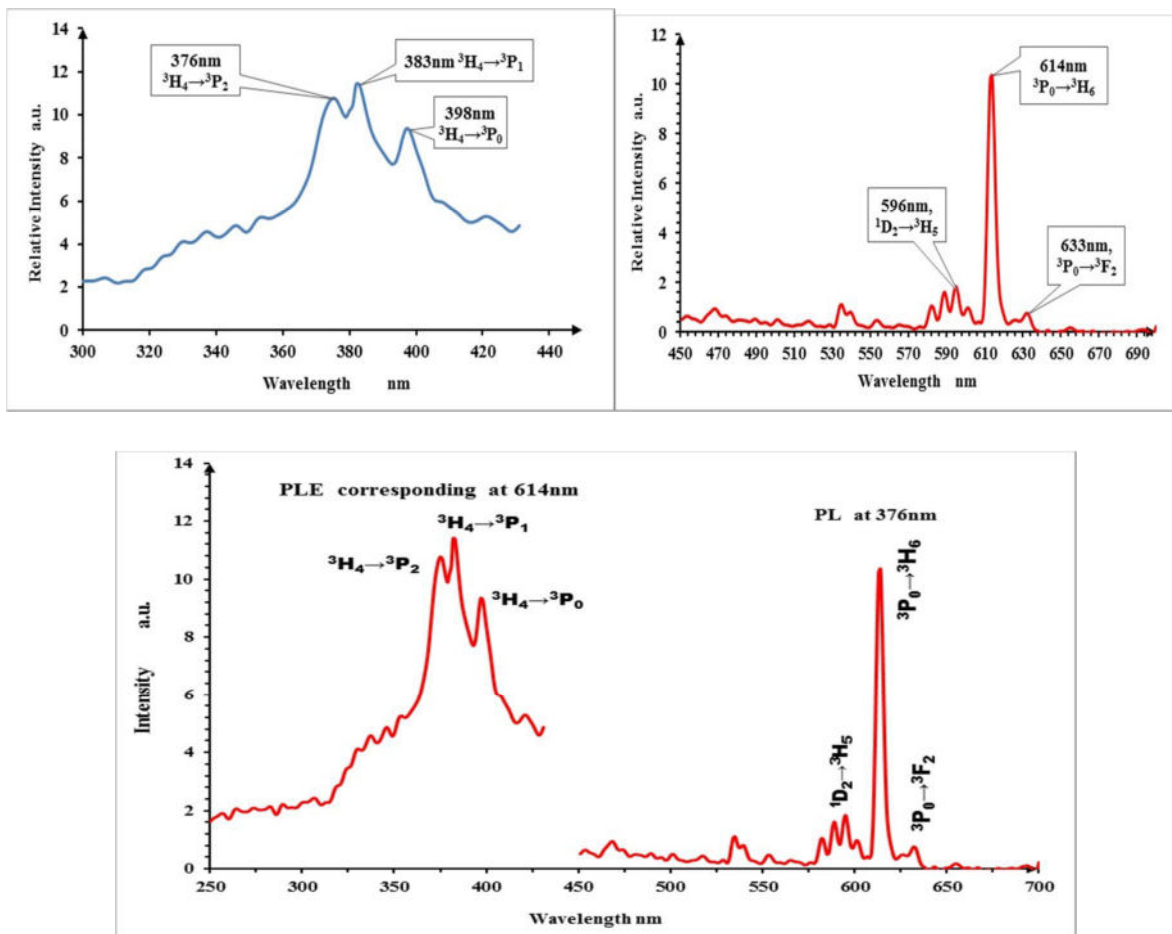 14
12
10
8
6
4
2
0
Relative Intensity a.u.
376nm
³H₄→³P₂
383nm ³H₄→³P₁
398nm
³H₄→³P₀
300 320 340 360 380 400 420 440
Wavelength nm
12
10
8
6
4
2
0
Relative Intensity a.u.
614nm
³P₀→³H₆
596nm,
¹D₂→³H₅
633nm,
³P₀→³F₂
450 470 490 510 530 550 570 590 610 630 650 670 690
Wavelength nm
14
12
10
8
6
4
2
0
Intensity a.u.
PLE corresponding at 614nm
³H₄→³P₁
³H₄→³P₂
³H₄→³P₀
PL at 376nm
³P₀→³H₆
¹D₂→³H₅
³P₀→³F₂
250 300 350 400 450 500 550 600 650 700
Wavelength nm